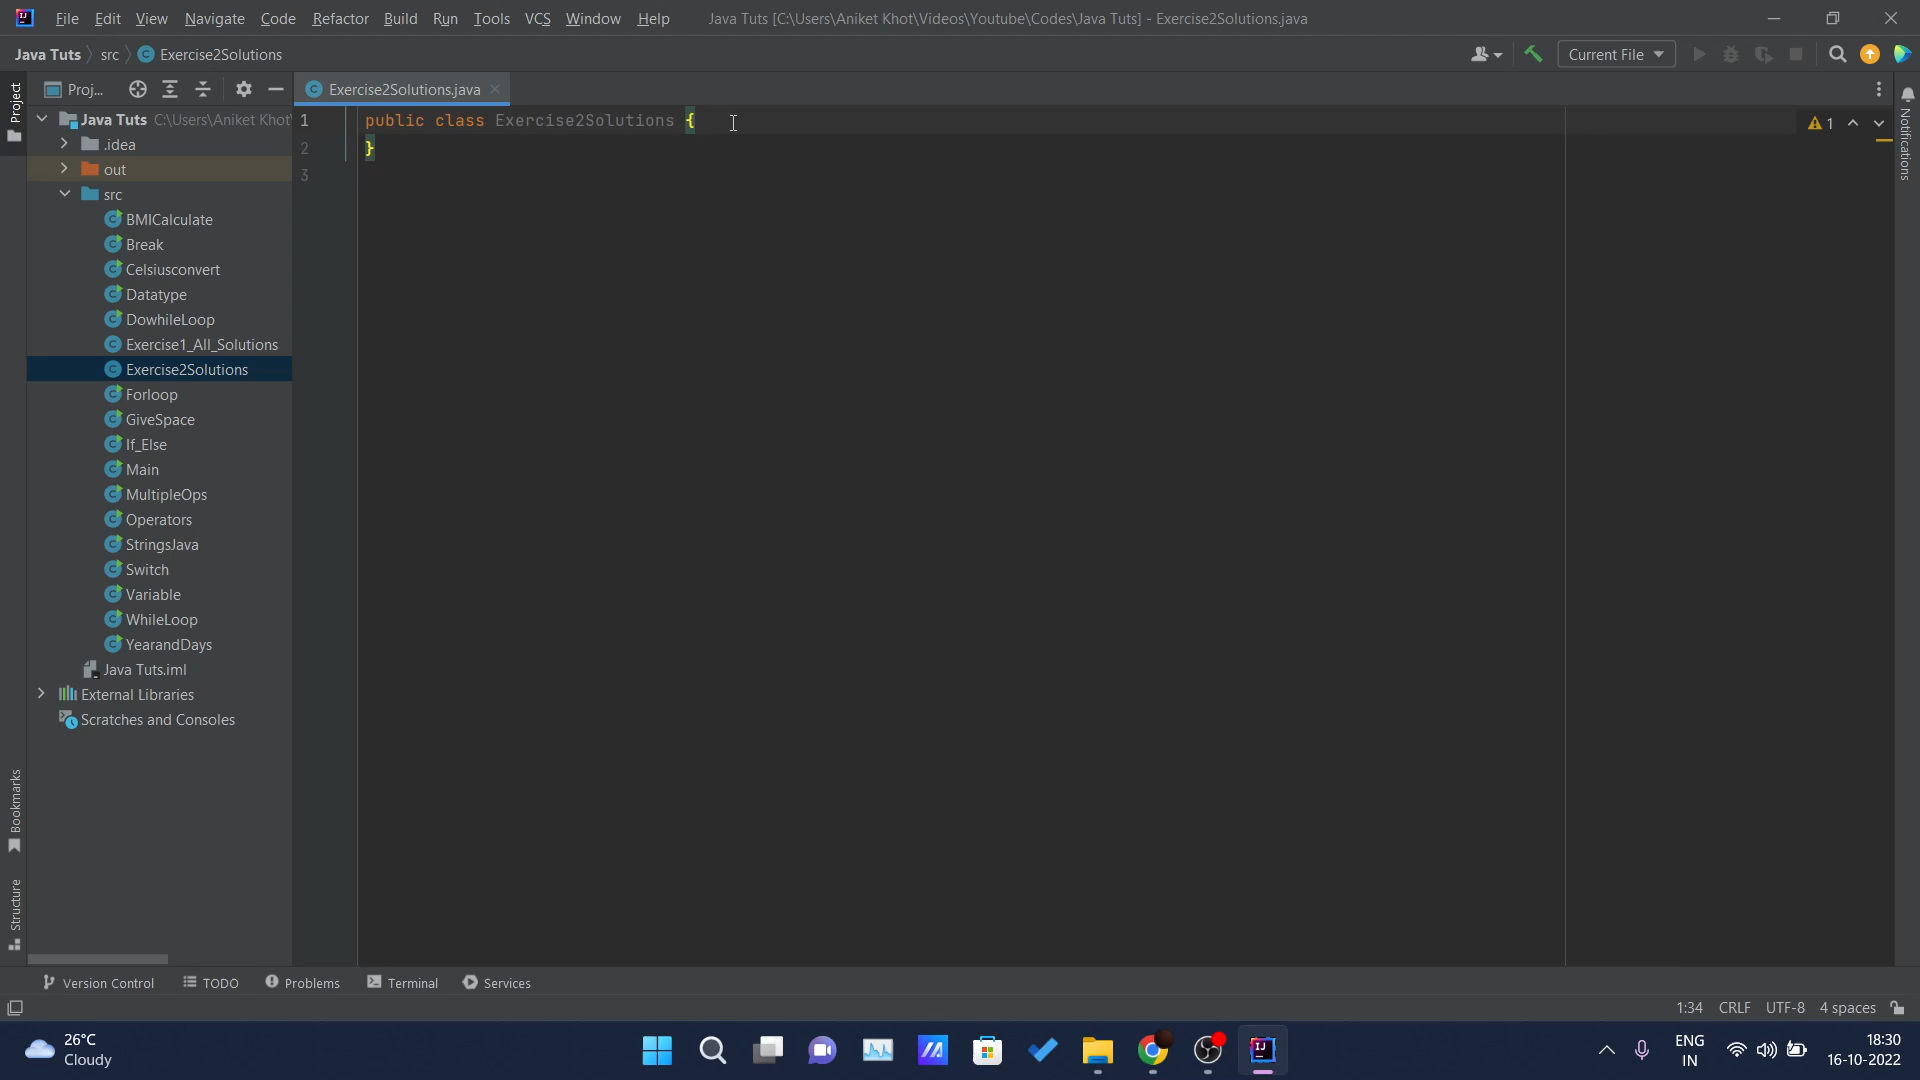 File Edit View Navigate Code Refactor Build Run Tools VCS Window Help Java Tuts [C:\Users\Aniket Khot\Videos\Youtube\Codes\Java Tuts] - Exercise2Solutions.java
Java Tuts src Exercise2Solutions Current File
Project Proj... Exercise2Solutions.java Notifications
Java Tuts C:\Users\Aniket Khot\
.idea
out
src
BMICalculate
Break
Celsiusconvert
Datatype
DowhileLoop
Exercise1_All_Solutions
Exercise2Solutions
Forloop
GiveSpace
If_Else
Main
MultipleOps
Operators
StringsJava
Switch
Variable
WhileLoop
YearandDays
Java Tuts.iml
External Libraries
Scratches and Consoles
1 public class Exercise2Solutions {
2 }
3
1
Bookmarks
Structure
Version Control TODO Problems Terminal Services
1:34 CRLF UTF-8 4 spaces
26°C
Cloudy
ENG
IN
18:30
16-10-2022